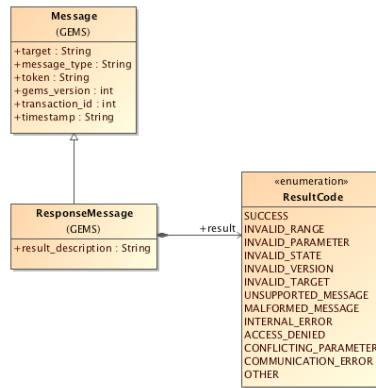 Message
(GEMS)
+target : String
+message_type : String
+token : String
+gems_version : int
+transaction_id : int
+timestamp : String
ResponseMessage
(GEMS)
+result_description : String
+result
«enumeration»
ResultCode
SUCCESS
INVALID_RANGE
INVALID_PARAMETER
INVALID_STATE
INVALID_VERSION
INVALID_TARGET
UNSUPPORTED_MESSAGE
MALFORMED_MESSAGE
INTERNAL_ERROR
ACCESS_DENIED
CONFLICTING_PARAMETER
COMMUNICATION_ERROR
OTHER